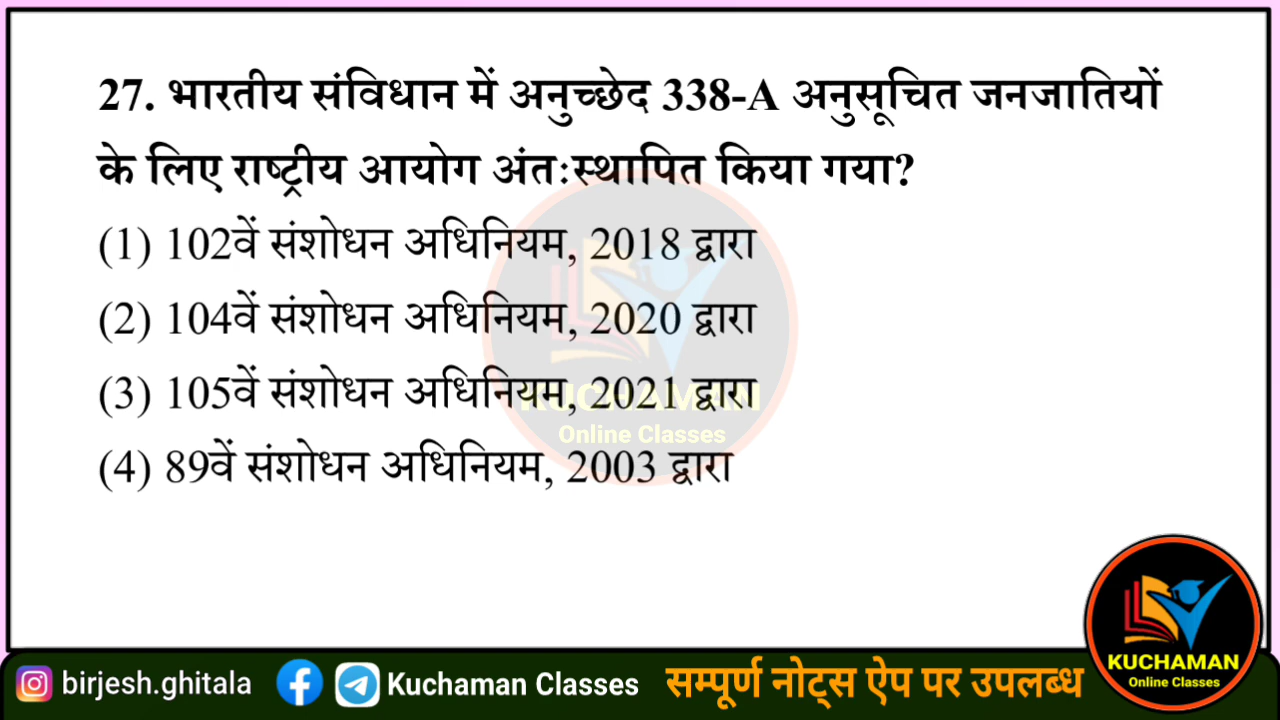 27. भारतीय संविधान में अनुच्छेद 338-A अनुसूचित जनजातियों
के लिए राष्ट्रीय आयोग अंतःस्थापित किया गया?
(1) 102वें संशोधन अधिनियम, 2018 द्वारा
(2) 104वें संशोधन अधिनियम, 2020 द्वारा
(3) 105वें संशोधन अधिनियम, 2021 द्वारा
(4) 89वें संशोधन अधिनियम, 2003 द्वारा
KUCHAMAN
Online Classes
KUCHAMAN
Online Classes
birjesh.ghitala
Kuchaman Classes
सम्पूर्ण नोट्स ऐप पर उपलब्ध